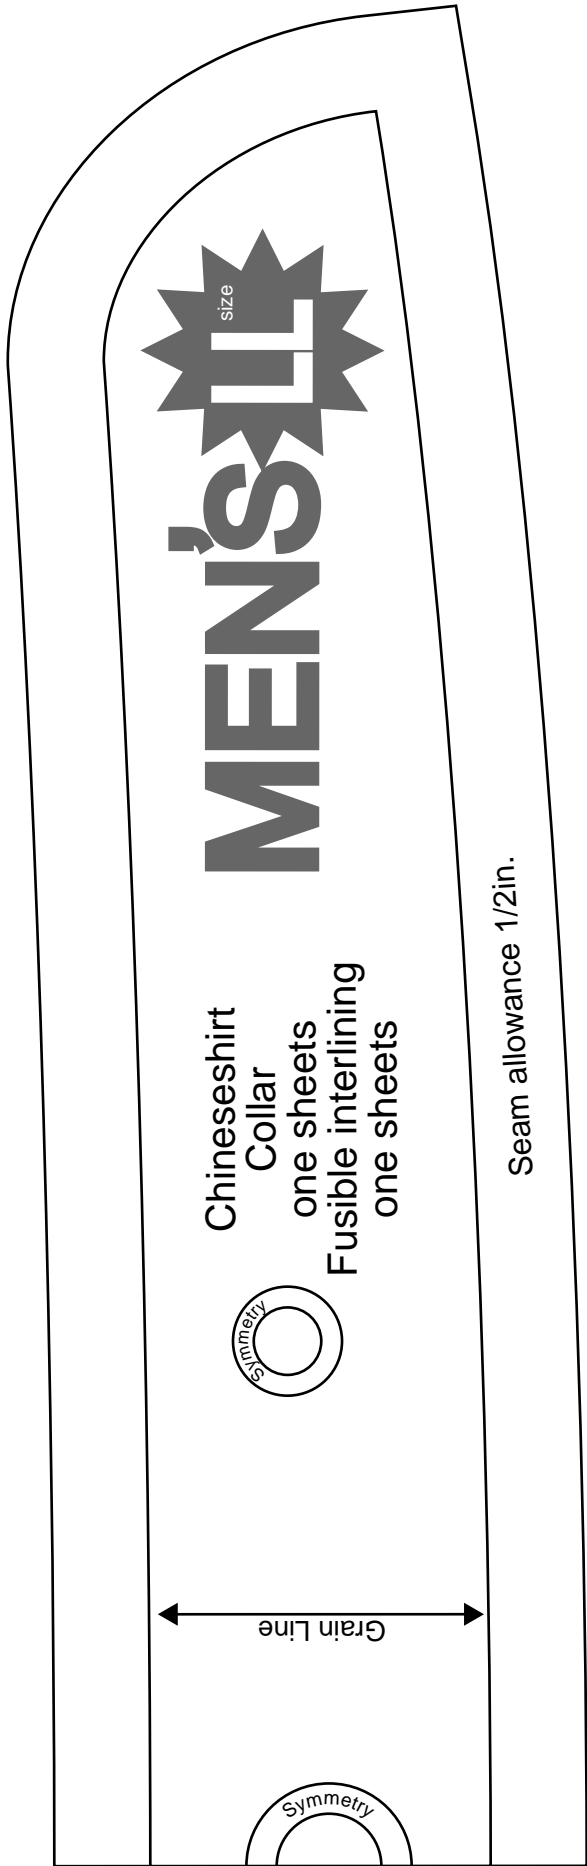 MEN'S LL size
Chineseshirt
Collar
one sheets
Fusible interlining
one sheets
Seam allowance 1/2in.
Symmetry
Grain Line
Symmetry